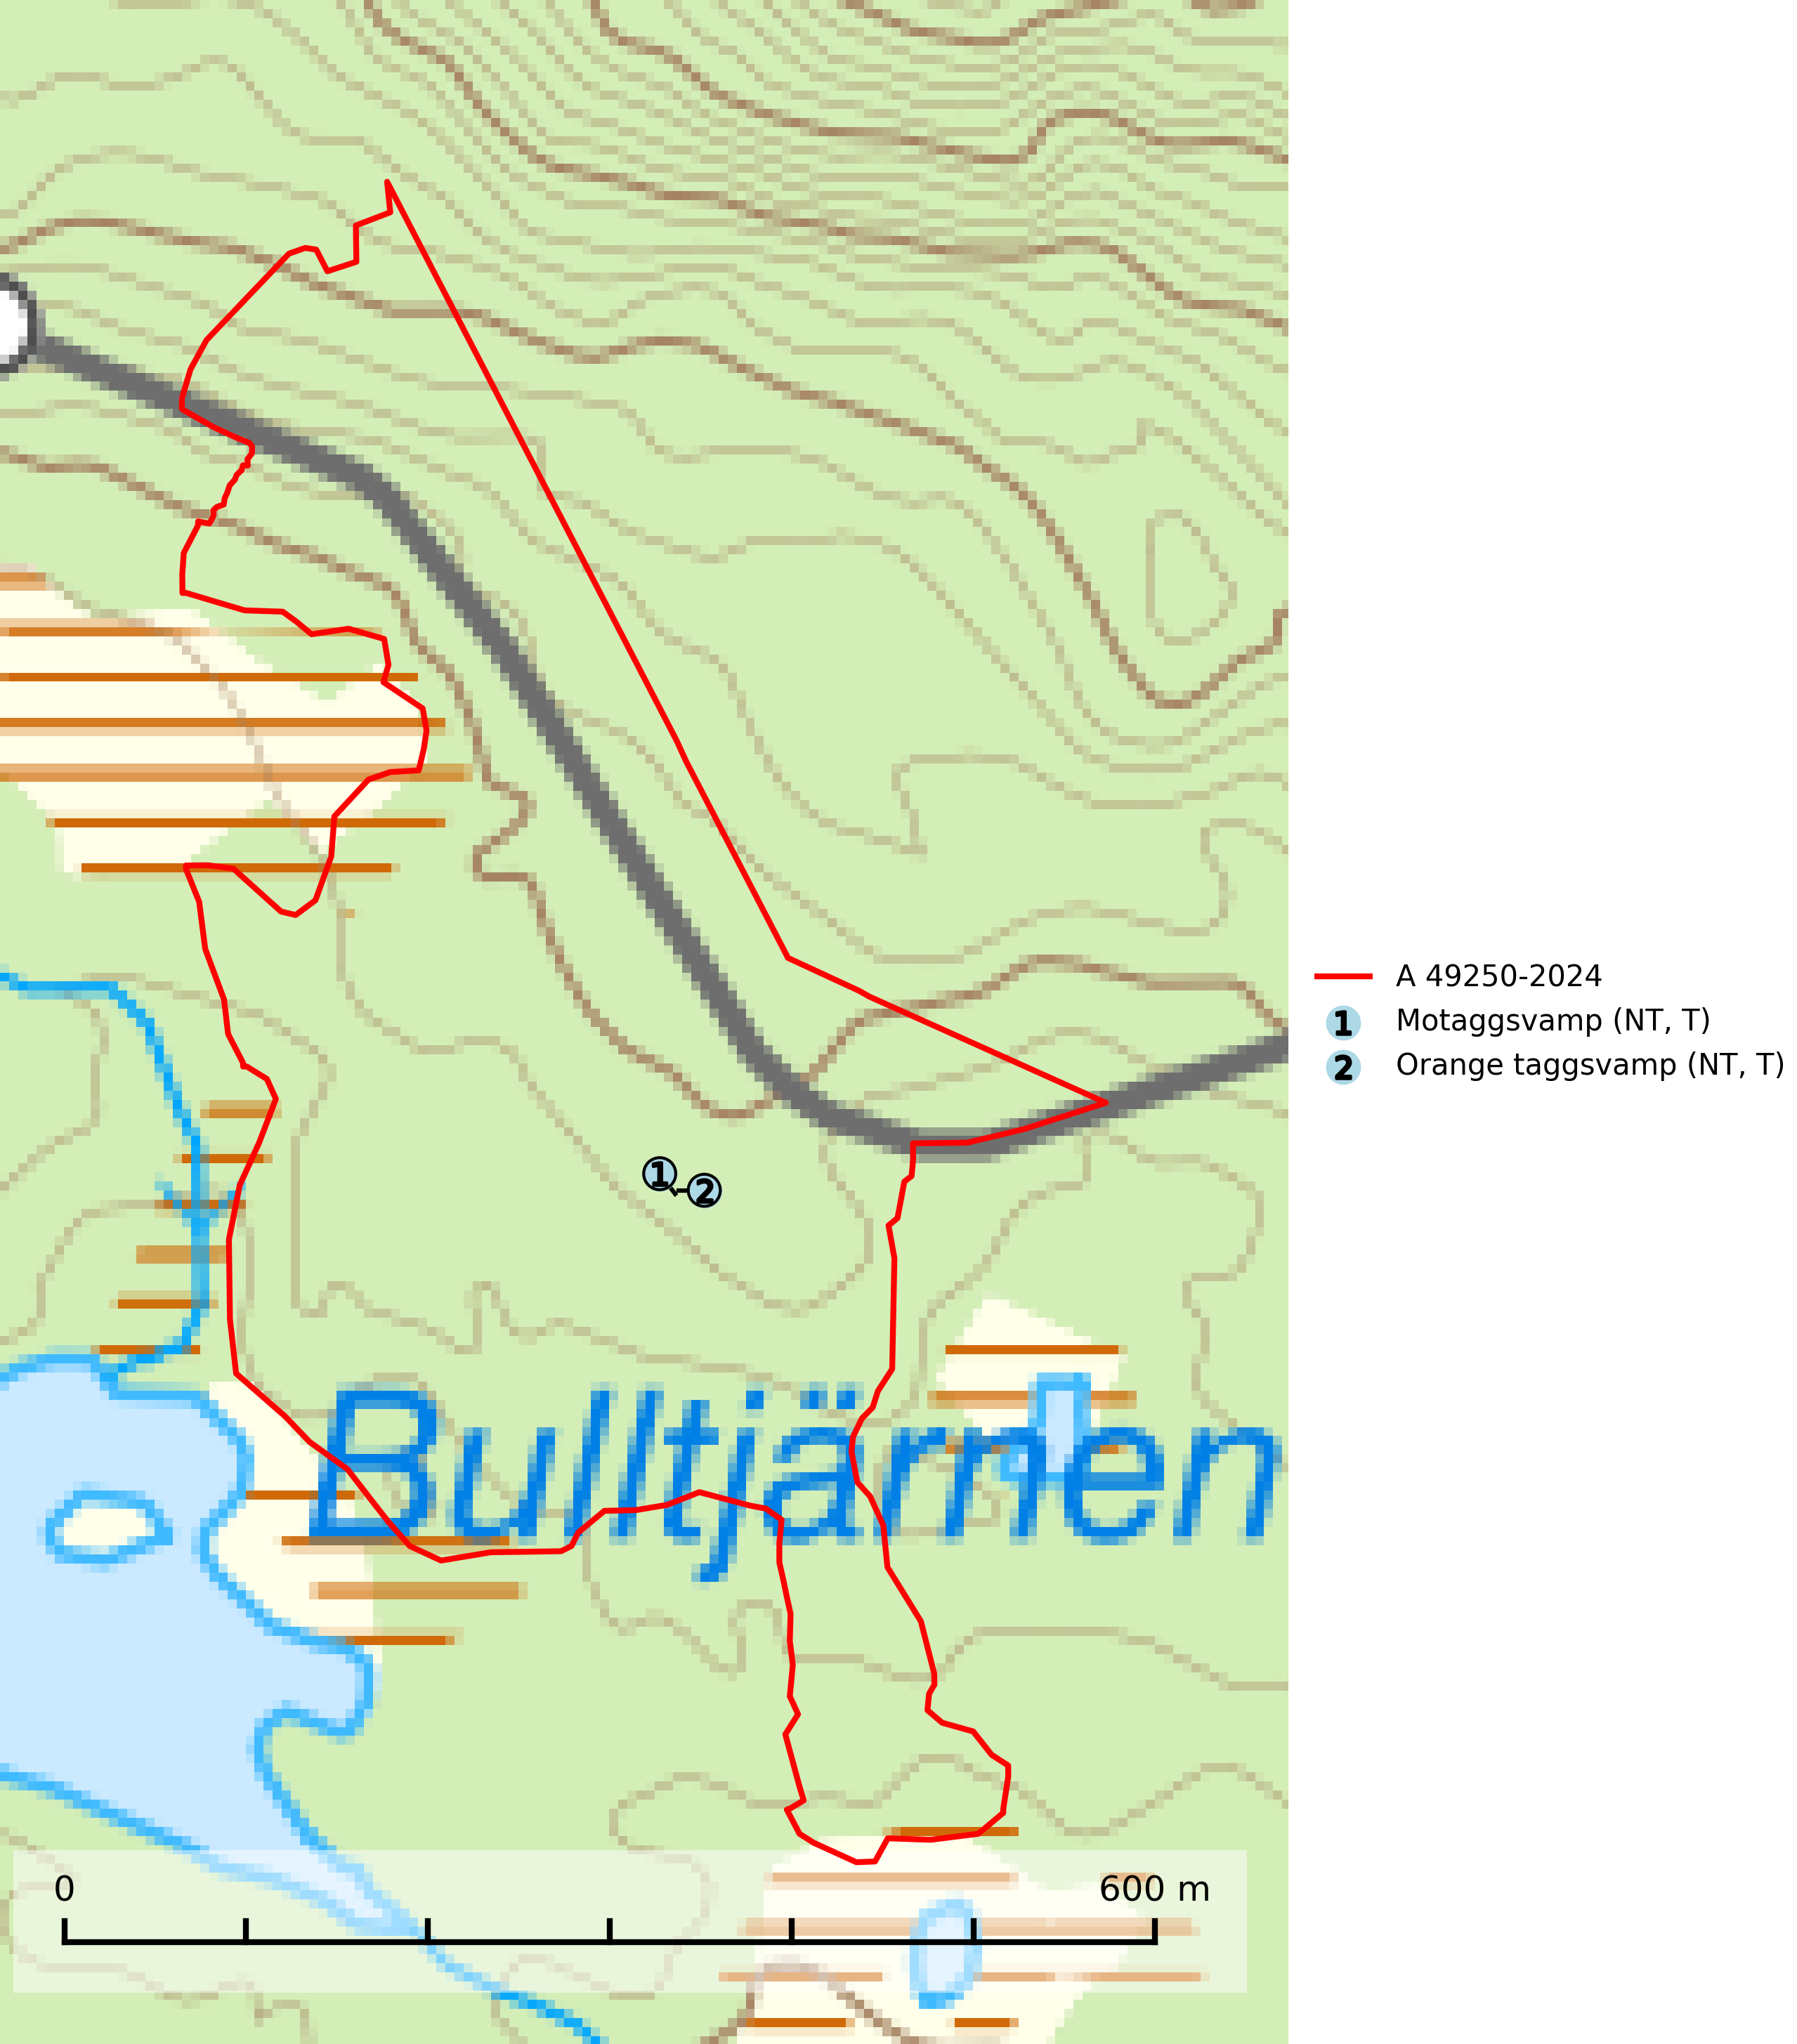 A 49250-2024
1 Motaggsvamp (NT, T)
2 Orange taggsvamp (NT, T)
1
2
Bulltjärnen
0
600 m